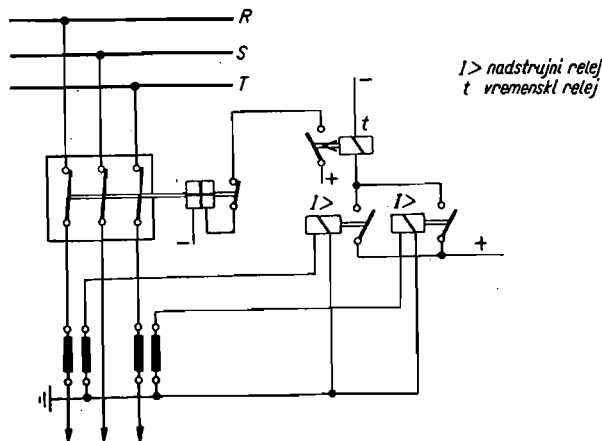 R
S
T
I> nadstrujni relej
t vremenski relej
−
t
+
I>
I>
−
+